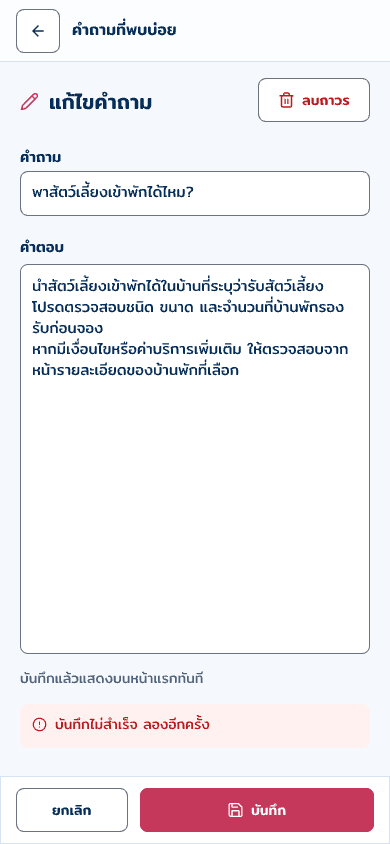 คำถามที่พบบ่อย
แก้ไขคำถาม
ลบถาวร
คำถาม
พาสัตว์เลี้ยงเข้าพักได้ไหม?
คำตอบ
นำสัตว์เลี้ยงเข้าพักได้ในบ้านที่ระบุว่ารับสัตว์เลี้ยง
โปรดตรวจสอบชนิด ขนาด และจำนวนที่บ้านพักรอง
รับก่อนจอง
หากมีเงื่อนไขหรือค่าบริการเพิ่มเติม ให้ตรวจสอบจาก
หน้ารายละเอียดของบ้านพักที่เลือก
บันทึกแล้วแสดงบนหน้าแรกทันที
บันทึกไม่สำเร็จ ลองอีกครั้ง
ยกเลิก
บันทึก